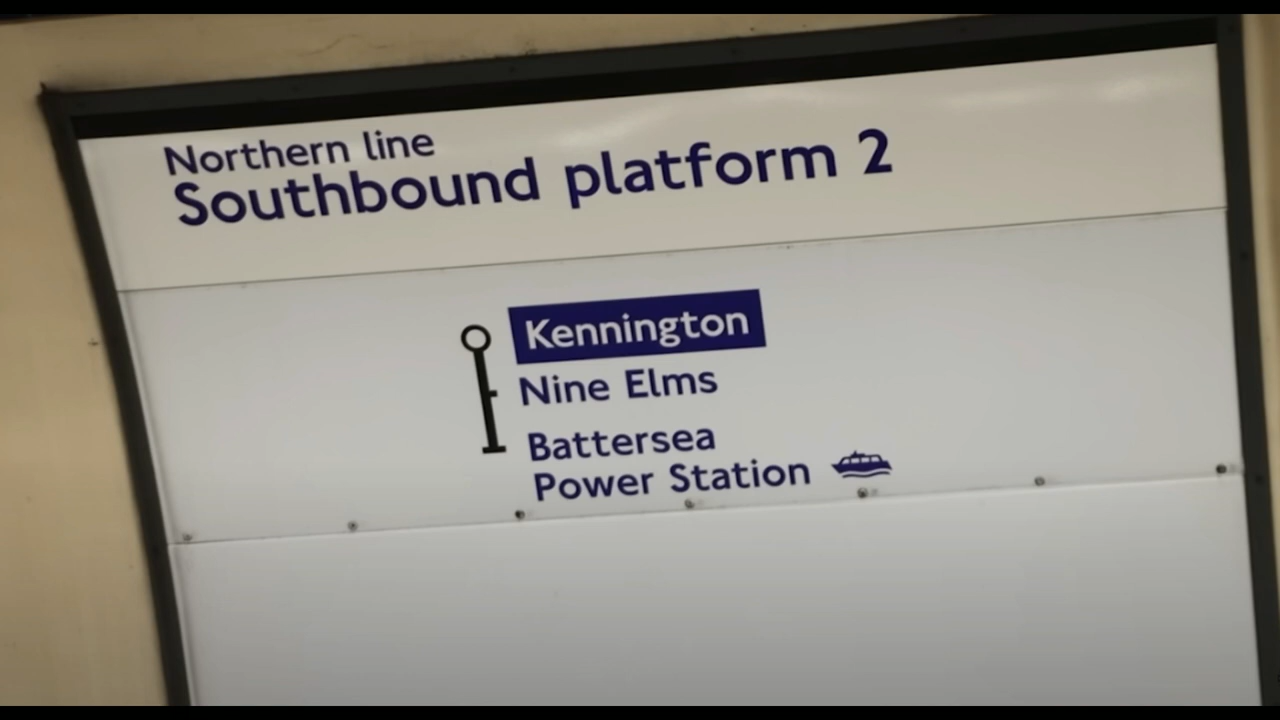 Northern line
Southbound platform 2
Kennington
Nine Elms
Battersea
Power Station